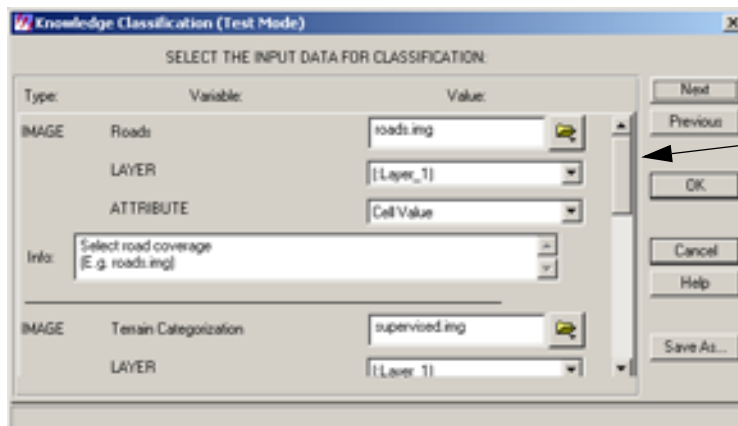 Knowledge Classification (Test Mode)
SELECT THE INPUT DATA FOR CLASSIFICATION:
Type: Variable: Value:
IMAGE Roads roads.img
LAYER (:Layer_1)
ATTRIBUTE Cell Value
Info: Select road coverage
(E.g. roads.img)
IMAGE Terrain Categorization supervised.img
LAYER (:Layer_1)
Next
Previous
OK
Cancel
Help
Save As...